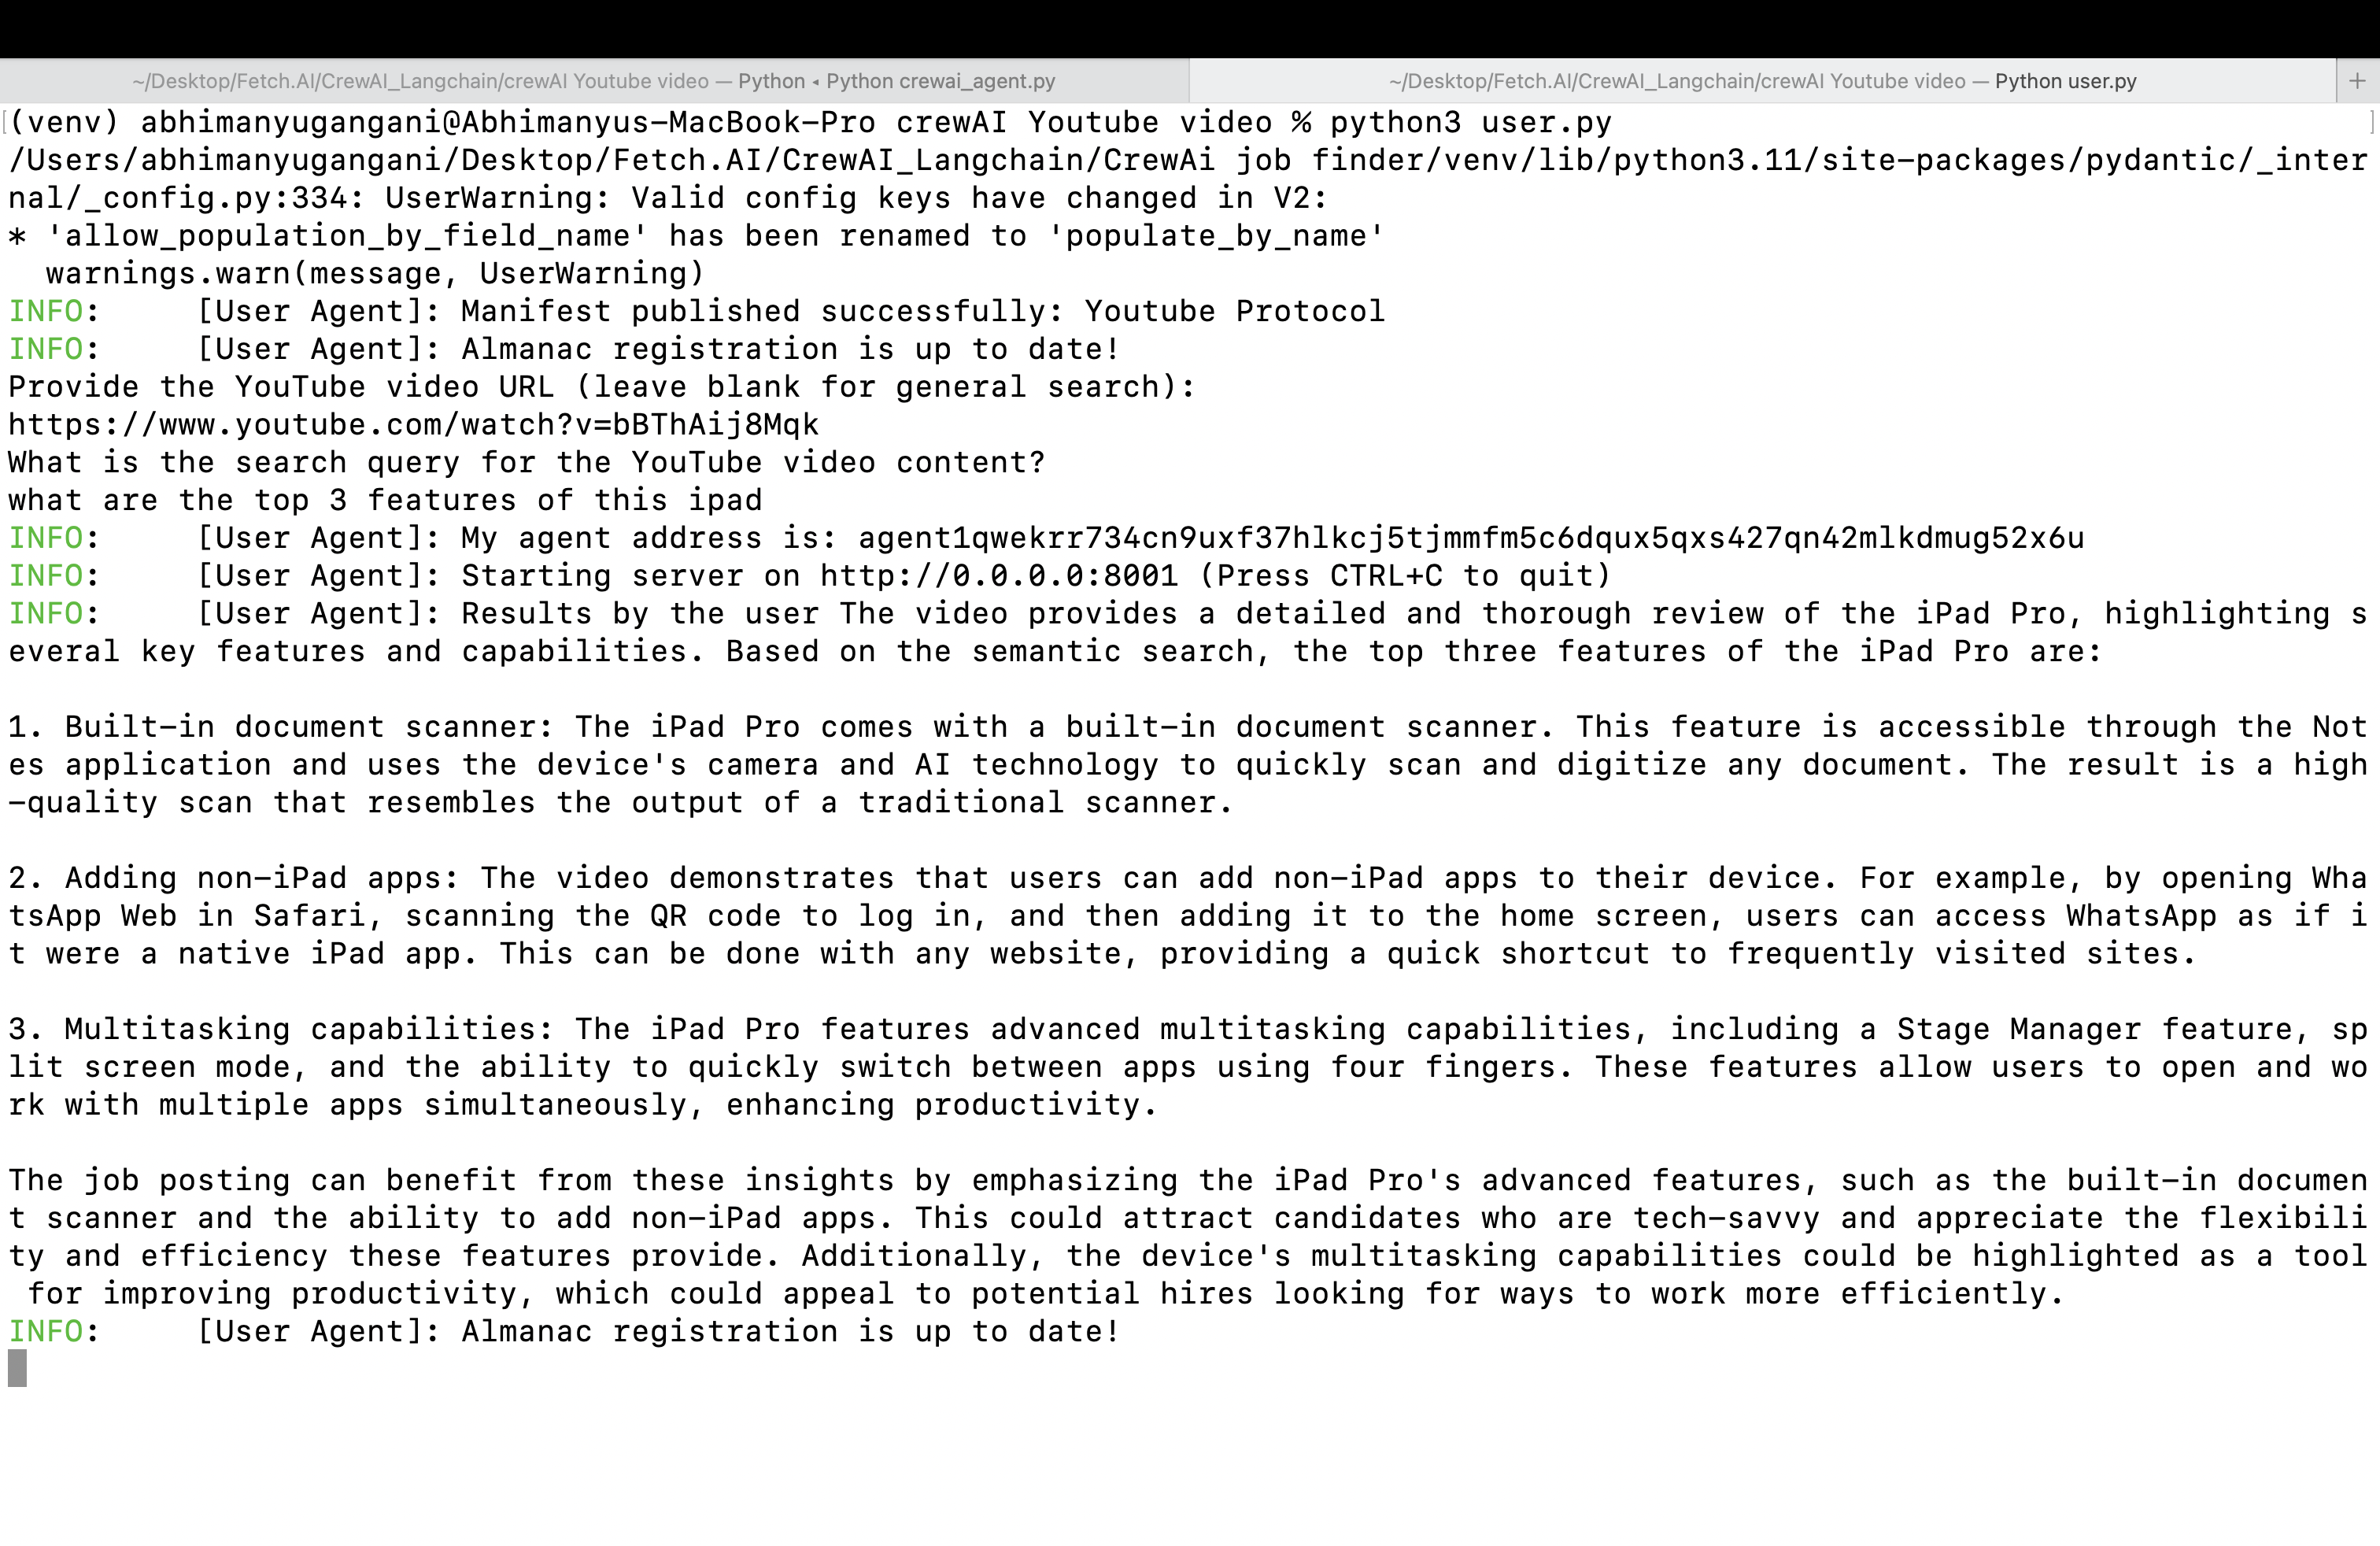 ~/Desktop/Fetch.AI/CrewAI_Langchain/crewAI Youtube video — Python ◂ Python crewai_agent.py
~/Desktop/Fetch.AI/CrewAI_Langchain/crewAI Youtube video — Python user.py
+
[(venv) abhimanyugangani@Abhimanyus-MacBook-Pro crewAI Youtube video % python3 user.py ]
/Users/abhimanyugangani/Desktop/Fetch.AI/CrewAI_Langchain/CrewAi job finder/venv/lib/python3.11/site-packages/pydantic/_inter
nal/_config.py:334: UserWarning: Valid config keys have changed in V2:
* 'allow_population_by_field_name' has been renamed to 'populate_by_name'
  warnings.warn(message, UserWarning)
INFO:     [User Agent]: Manifest published successfully: Youtube Protocol
INFO:     [User Agent]: Almanac registration is up to date!
Provide the YouTube video URL (leave blank for general search):
https://www.youtube.com/watch?v=bBThAij8Mqk
What is the search query for the YouTube video content?
what are the top 3 features of this ipad
INFO:     [User Agent]: My agent address is: agent1qwekrr734cn9uxf37hlkcj5tjmmfm5c6dqux5qxs427qn42mlkdmug52x6u
INFO:     [User Agent]: Starting server on http://0.0.0.0:8001 (Press CTRL+C to quit)
INFO:     [User Agent]: Results by the user The video provides a detailed and thorough review of the iPad Pro, highlighting s
everal key features and capabilities. Based on the semantic search, the top three features of the iPad Pro are:
1. Built-in document scanner: The iPad Pro comes with a built-in document scanner. This feature is accessible through the Not
es application and uses the device's camera and AI technology to quickly scan and digitize any document. The result is a high
-quality scan that resembles the output of a traditional scanner.
2. Adding non-iPad apps: The video demonstrates that users can add non-iPad apps to their device. For example, by opening Wha
tsApp Web in Safari, scanning the QR code to log in, and then adding it to the home screen, users can access WhatsApp as if i
t were a native iPad app. This can be done with any website, providing a quick shortcut to frequently visited sites.
3. Multitasking capabilities: The iPad Pro features advanced multitasking capabilities, including a Stage Manager feature, sp
lit screen mode, and the ability to quickly switch between apps using four fingers. These features allow users to open and wo
rk with multiple apps simultaneously, enhancing productivity.
The job posting can benefit from these insights by emphasizing the iPad Pro's advanced features, such as the built-in documen
t scanner and the ability to add non-iPad apps. This could attract candidates who are tech-savvy and appreciate the flexibili
ty and efficiency these features provide. Additionally, the device's multitasking capabilities could be highlighted as a tool
 for improving productivity, which could appeal to potential hires looking for ways to work more efficiently.
INFO:     [User Agent]: Almanac registration is up to date!